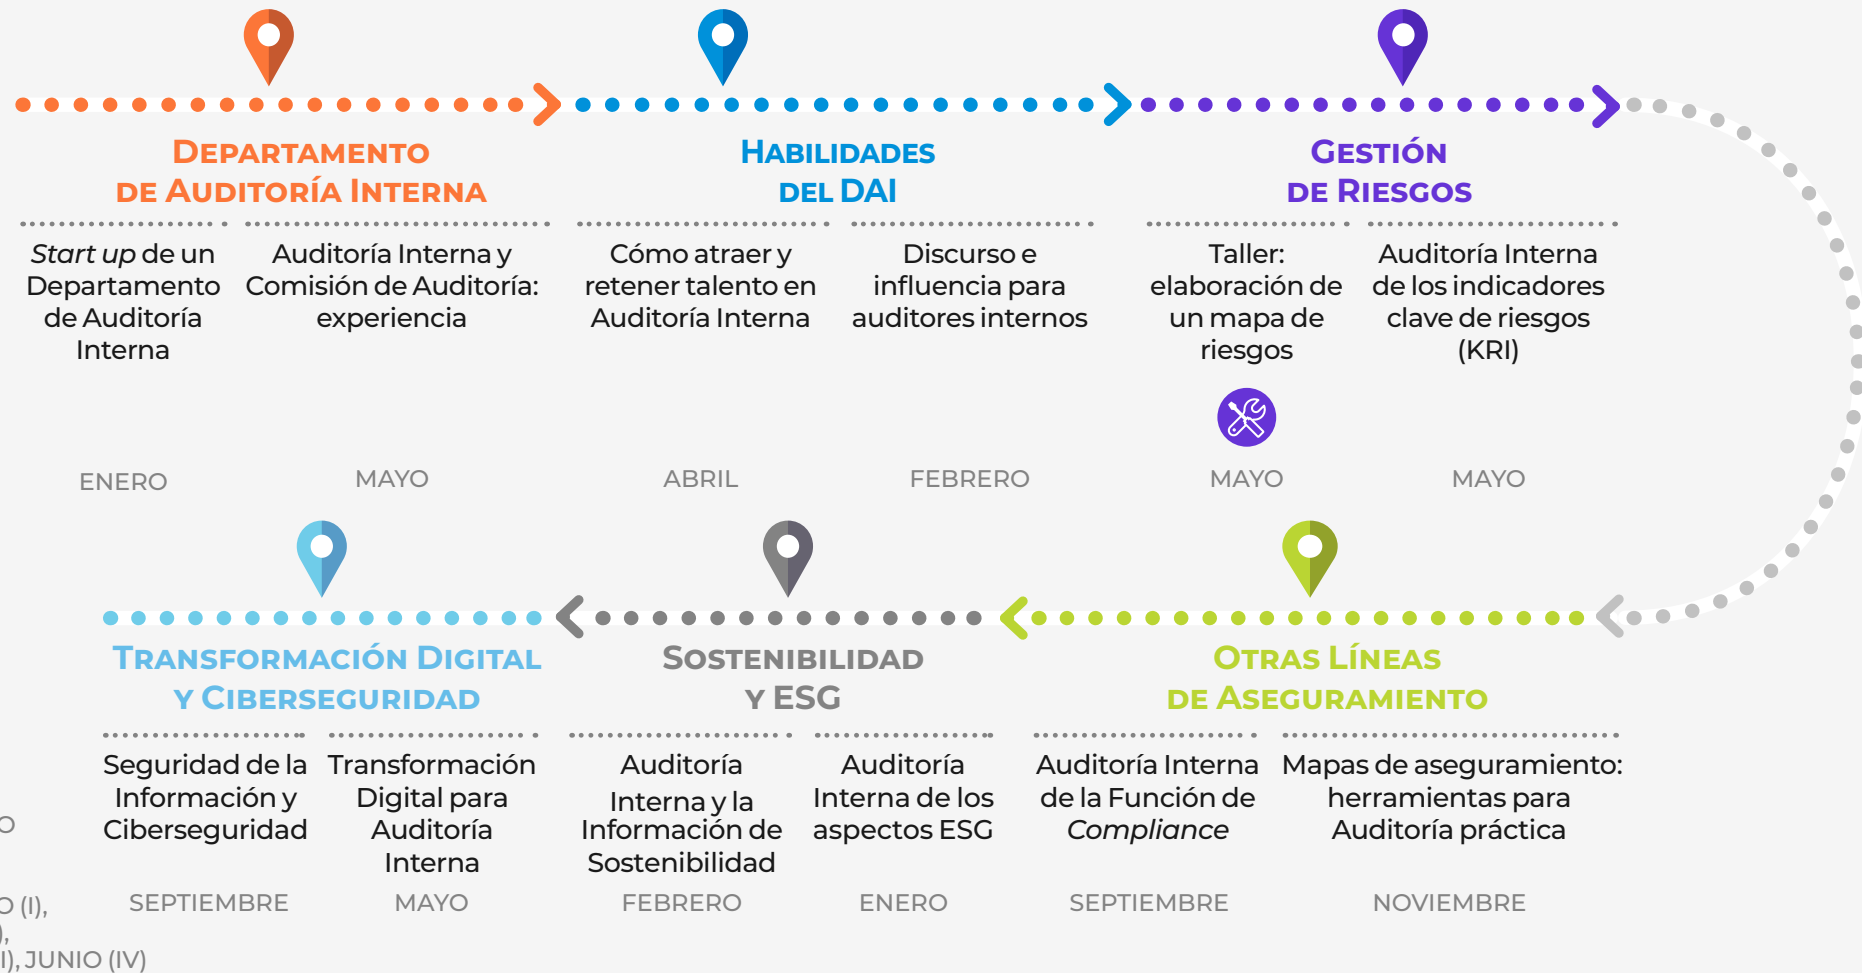 DEPARTAMENTO
DE AUDITORÍA INTERNA
Start up de un
Departamento
de Auditoría
Interna
ENERO
Auditoría Interna y
Comisión de Auditoría:
experiencia
MAYO
HABILIDADES
DEL DAI
Cómo atraer y
retener talento en
Auditoría Interna
ABRIL
Discurso e
influencia para
auditores internos
FEBRERO
GESTIÓN
DE RIESGOS
Taller:
elaboración de
un mapa de
riesgos
MAYO
Auditoría Interna
de los indicadores
clave de riesgos
(KRI)
MAYO
TRANSFORMACIÓN DIGITAL
Y CIBERSEGURIDAD
Seguridad de la
Información y
Ciberseguridad
SEPTIEMBRE
Transformación
Digital para
Auditoría
Interna
MAYO
SOSTENIBILIDAD
Y ESG
Auditoría
Interna y la
Información de
Sostenibilidad
FEBRERO
Auditoría
Interna de los
aspectos ESG
ENERO
OTRAS LÍNEAS
DE ASEGURAMIENTO
Auditoría Interna
de la Función de
Compliance
SEPTIEMBRE
Mapas de aseguramiento:
herramientas para
Auditoría práctica
NOVIEMBRE
O
O (I),
),
I), JUNIO (IV)